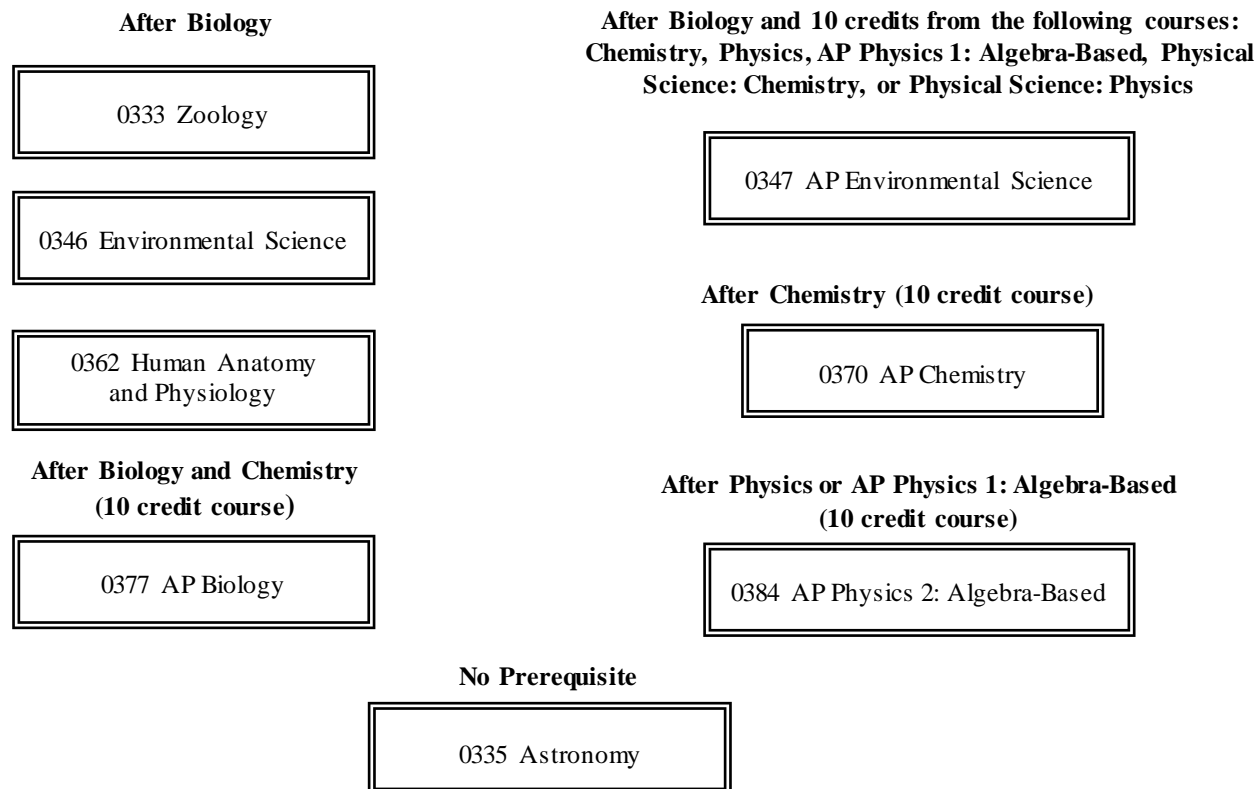 After Biology
0333 Zoology
0346 Environmental Science
0362 Human Anatomy
and Physiology
After Biology and Chemistry
(10 credit course)
0377 AP Biology
After Biology and 10 credits from the following courses:
Chemistry, Physics, AP Physics 1: Algebra-Based, Physical
Science: Chemistry, or Physical Science: Physics
0347 AP Environmental Science
After Chemistry (10 credit course)
0370 AP Chemistry
After Physics or AP Physics 1: Algebra-Based
(10 credit course)
0384 AP Physics 2: Algebra-Based
No Prerequisite
0335 Astronomy